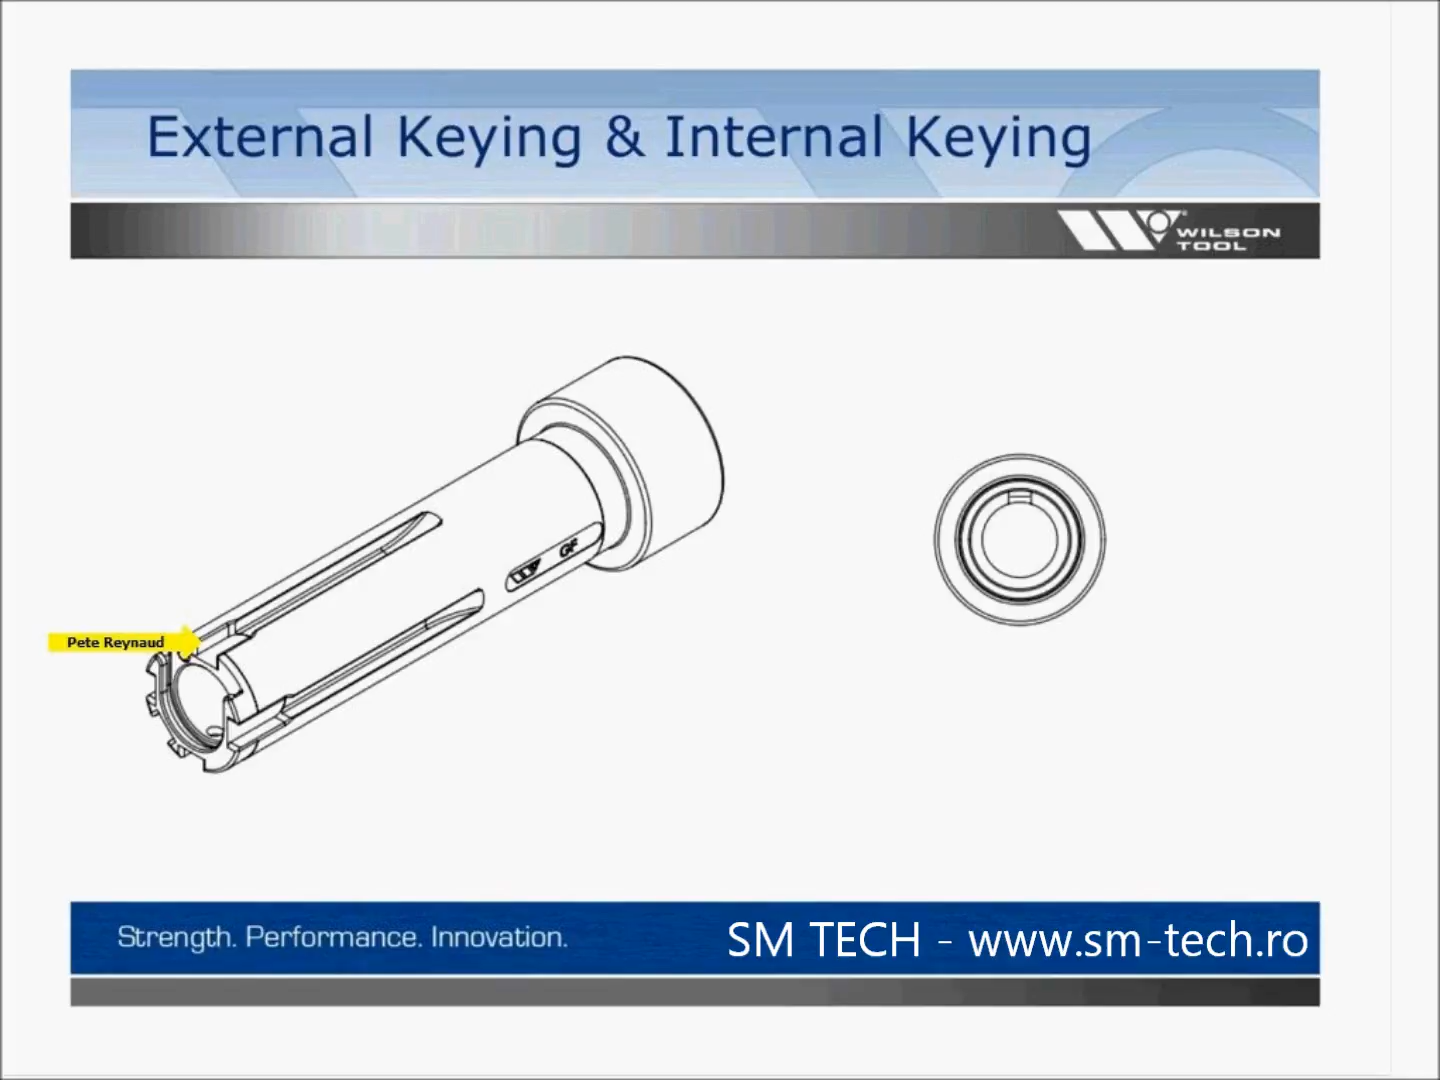 External Keying & Internal Keying
WILSON
TOOL
GF
Pete Reynaud
Strength. Performance. Innovation.
SM TECH - www.sm-tech.ro